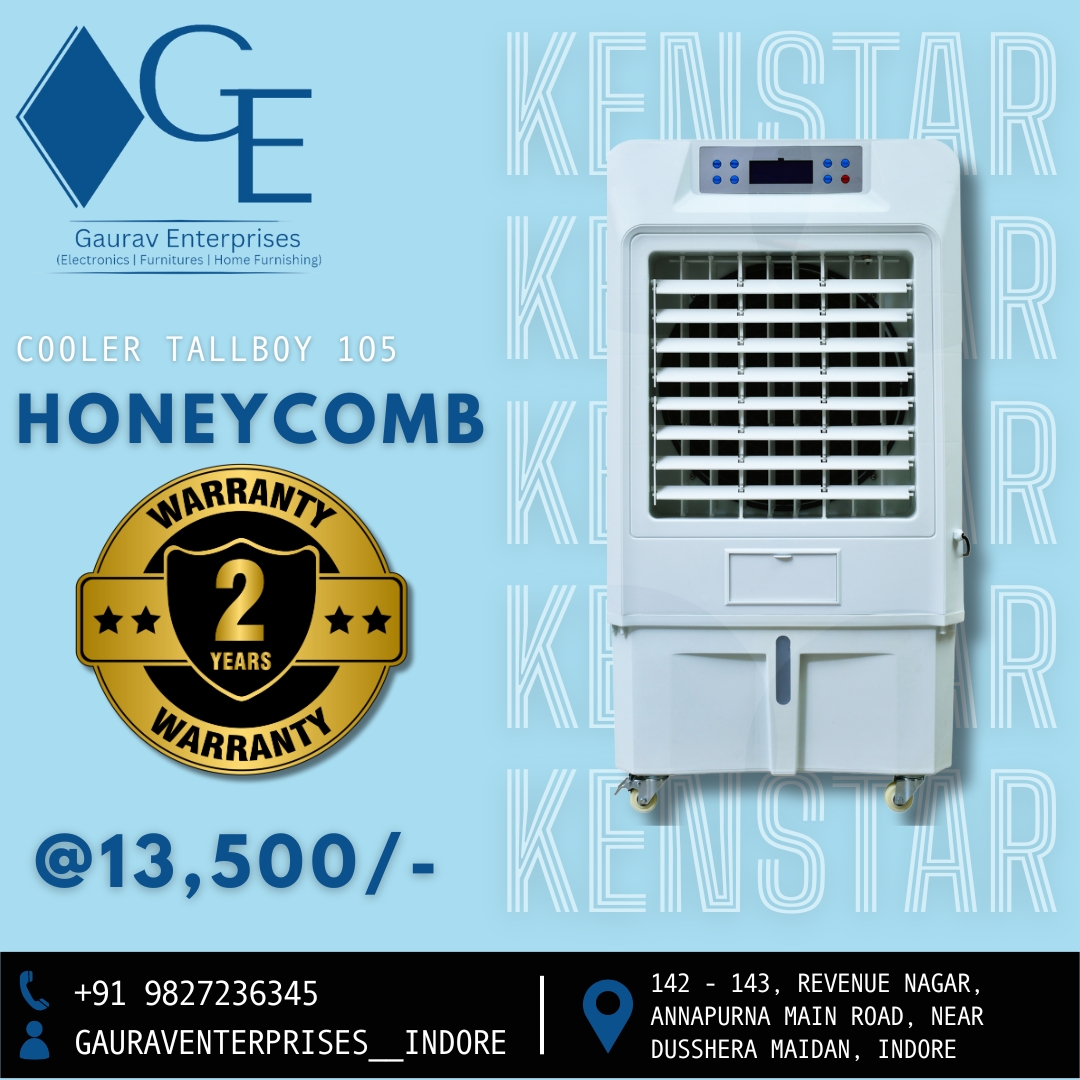 GE
Gaurav Enterprises
(Electronics | Furnitures | Home Furnishing)
KENSTAR
KENSTAR
KENSTAR
KENSTAR
KENSTAR
COOLER TALLBOY 105
HONEYCOMB
WARRANTY
2
YEARS
WARRANTY
@13,500/-
+91 9827236345
GAURAVENTERPRISES__INDORE
142 - 143, REVENUE NAGAR,
ANNAPURNA MAIN ROAD, NEAR
DUSSHERA MAIDAN, INDORE